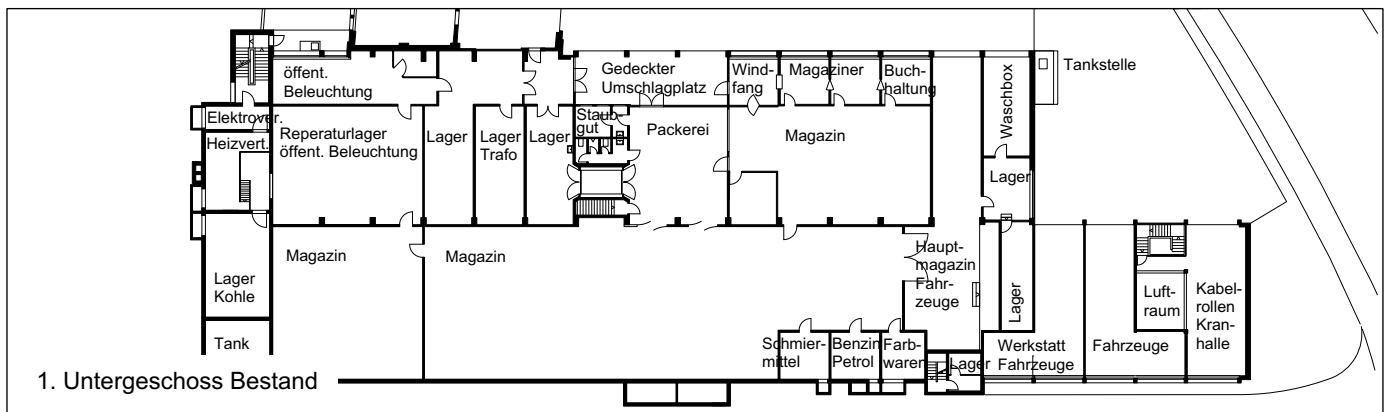 öffent.
Beleuchtung
Gedeckter
Umschlagplatz
Wind-
fang
Magaziner
Buch-
haltung
Tankstelle
Elektrover.
Heizvert.
Reperaturlager
öffent. Beleuchtung
Lager
Lager
Trafo
Lager
Staub-
gut
Packerei
Magazin
Waschbox
Lager
Magazin
Magazin
Haupt-
magazin
Fahr-
zeuge
Lager
Kohle
Lager
Luft-
raum
Kabel-
rollen
Kran-
halle
Tank
Schmier-
mittel
Benzin
Petrol
Farb-
waren
Lager
Werkstatt
Fahrzeuge
Fahrzeuge
1. Untergeschoss Bestand